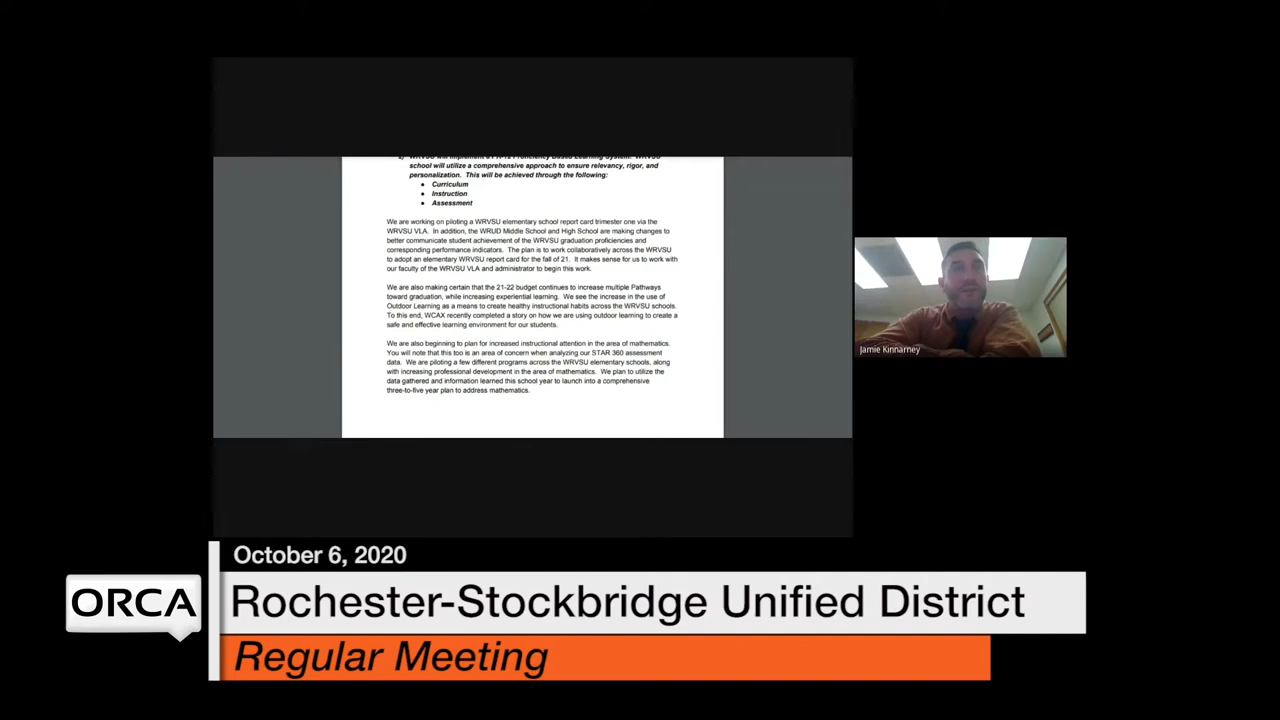 2) WRVSU will implement a PK-12 Proficiency Based Learning System. WRVSU
school will utilize a comprehensive approach to ensure relevancy, rigor, and
personalization. This will be achieved through the following:
● Curriculum
● Instruction
● Assessment
We are working on piloting a WRVSU elementary school report card trimester one via the
WRVSU VLA. In addition, the WRUD Middle School and High School are making changes to
better communicate student achievement of the WRVSU graduation proficiencies and
corresponding performance indicators. The plan is to work collaboratively across the WRVSU
to adopt an elementary WRVSU report card for the fall of 21. It makes sense for us to work with
our faculty of the WRVSU VLA and administrator to begin this work.
We are also making certain that the 21-22 budget continues to increase multiple Pathways
toward graduation, while increasing experiential learning. We see the increase in the use of
Outdoor Learning as a means to create healthy instructional habits across the WRVSU schools.
To this end, WCAX recently completed a story on how we are using outdoor learning to create a
safe and effective learning environment for our students.
We are also beginning to plan for increased instructional attention in the area of mathematics.
You will note that this too is an area of concern when analyzing our STAR 360 assessment
data. We are piloting a few different programs across the WRVSU elementary schools, along
with increasing professional development in the area of mathematics. We plan to utilize the
data gathered and information learned this school year to launch into a comprehensive
three-to-five year plan to address mathematics.
Jamie Kinnarney
October 6, 2020
ORCA
Rochester-Stockbridge Unified District
Regular Meeting